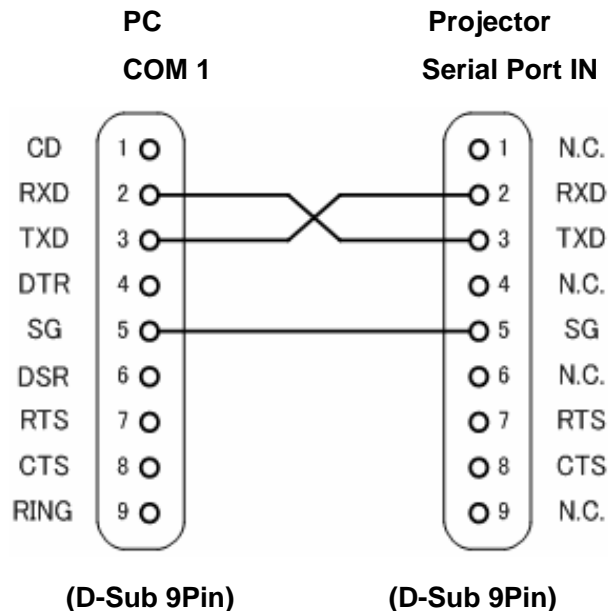 PC Projector
COM 1 Serial Port IN
CD 1 1 N.C.
RXD 2 2 RXD
TXD 3 3 TXD
DTR 4 4 N.C.
SG 5 5 SG
DSR 6 6 N.C.
RTS 7 7 RTS
CTS 8 8 CTS
RING 9 9 N.C.
(D-Sub 9Pin) (D-Sub 9Pin)